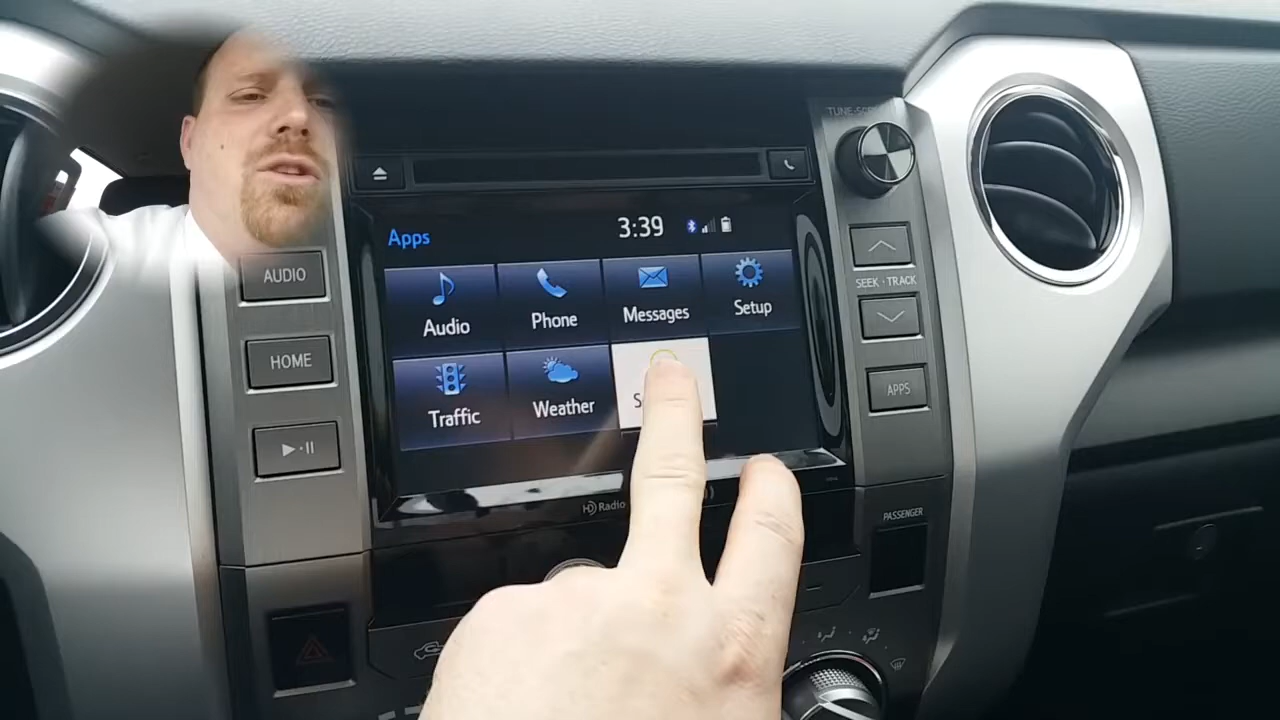 TUNE·SCROLL
Apps
3:39
AUDIO
SEEK · TRACK
Audio
Phone
Messages
Setup
HOME
APPS
Traffic
Weather
HD Radio
PASSENGER